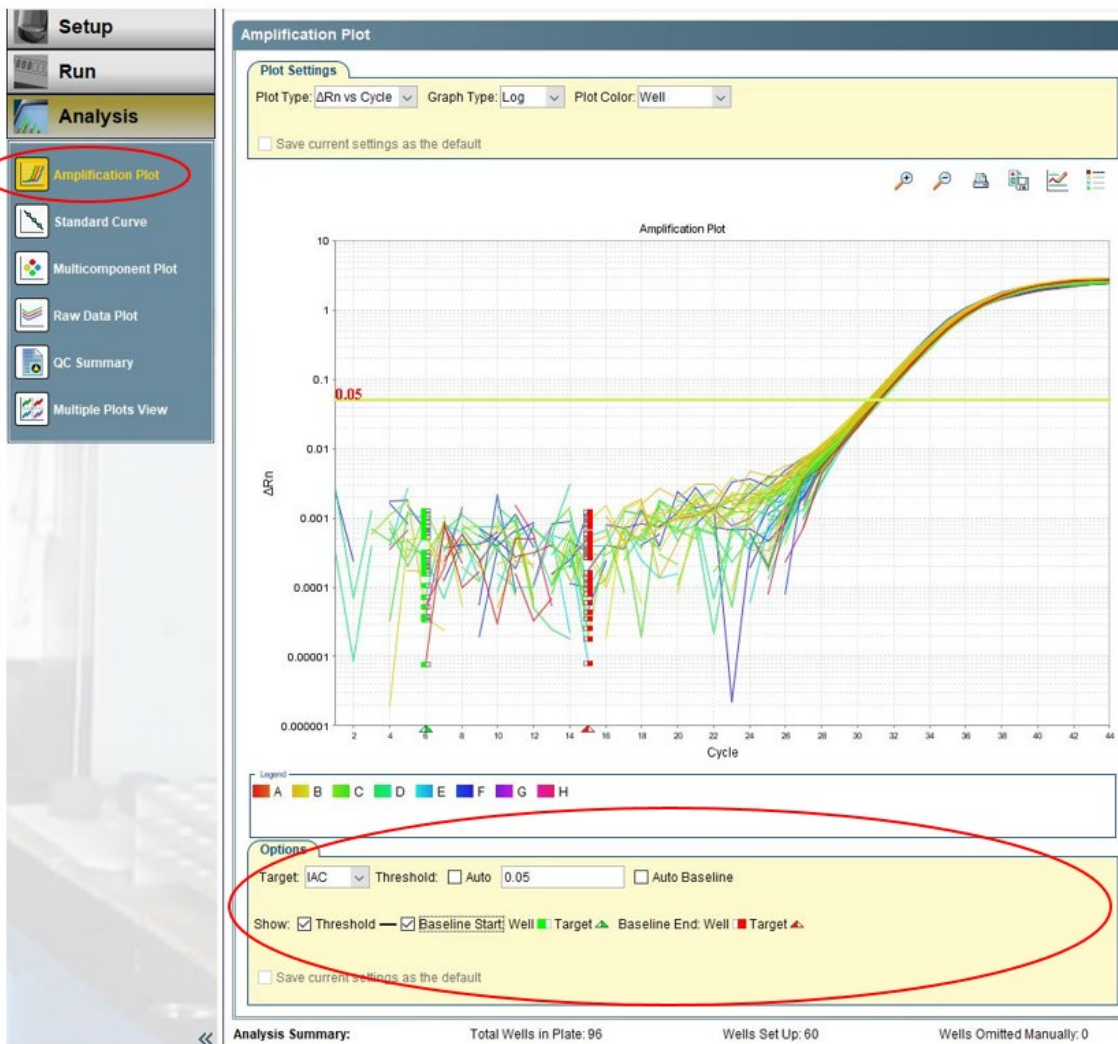 Setup
Run
Analysis
Amplification Plot
Standard Curve
Multicomponent Plot
Raw Data Plot
QC Summary
Multiple Plots View
«
Amplification Plot
Plot Settings
Plot Type: ΔRn vs Cycle Graph Type: Log Plot Color: Well
Save current settings as the default
Amplification Plot
10
1
0.1
0.05
0.01
0.001
0.0001
0.00001
0.000001
ΔRn
2 4 6 8 10 12 14 16 18 20 22 24 26 28 30 32 34 36 38 40 42 44
Cycle
Legend
A B C D E F G H
Options
Target: IAC Threshold: Auto 0.05 Auto Baseline
Show: Threshold Baseline Start: Well Target Baseline End: Well Target
Save current settings as the default
Analysis Summary: Total Wells in Plate: 96 Wells Set Up: 60 Wells Omitted Manually: 0